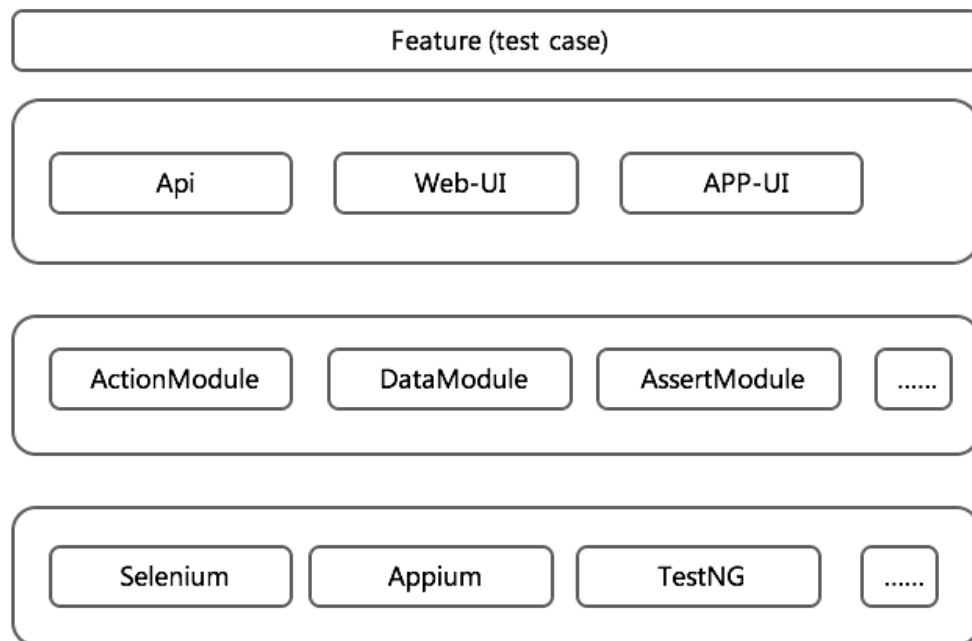 Feature (test case)
Api Web-UI APP-UI
ActionModule DataModule AssertModule ......
Selenium Appium TestNG ......